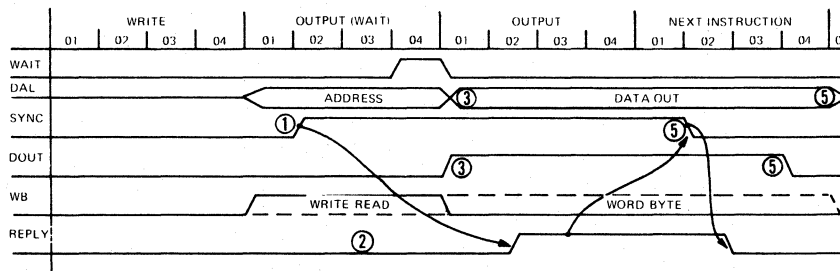 WRITE OUTPUT (WAIT) OUTPUT NEXT INSTRUCTION
01 02 03 04 01 02 03 04 01 02 03 04 01 02 03 04
WAIT
DAL ADDRESS 3 DATA OUT 5
SYNC 1 5
DOUT 3 5
WB WRITE READ WORD BYTE
REPLY 2